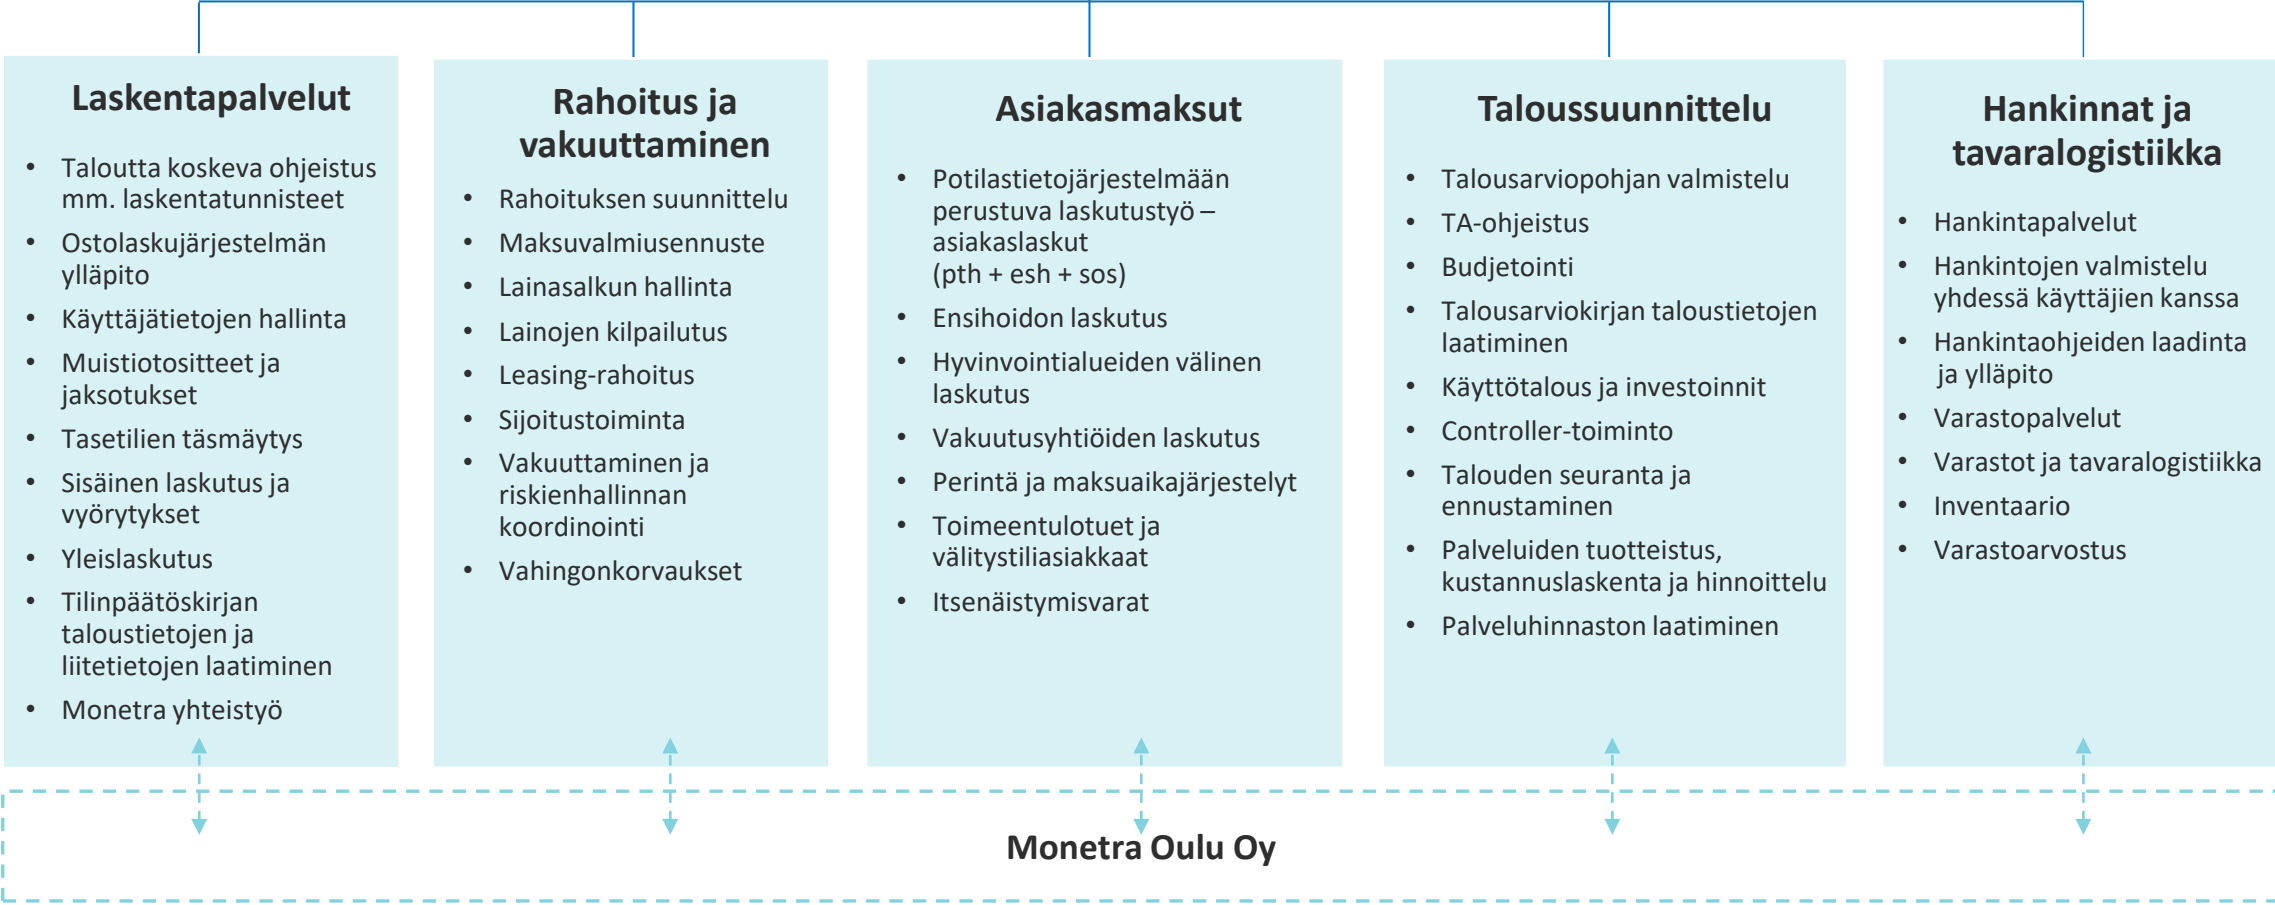 Laskentapalvelut
• Taloutta koskeva ohjeistus
mm. laskentatunnisteet
• Ostolaskujärjestelmän
ylläpito
• Käyttäjätietojen hallinta
• Muistiotositteet ja
jaksotukset
• Tasetilien täsmäytys
• Sisäinen laskutus ja
vyörytykset
• Yleislaskutus
• Tilinpäätöskirjan
taloustietojen ja
liitetietojen laatiminen
• Monetra yhteistyö
Rahoitus ja
vakuuttaminen
• Rahoituksen suunnittelu
• Maksuvalmiusennuste
• Lainasalkun hallinta
• Lainojen kilpailutus
• Leasing-rahoitus
• Sijoitustoiminta
• Vakuuttaminen ja
riskienhallinnan
koordinointi
• Vahingonkorvaukset
Asiakasmaksut
• Potilastietojärjestelmään
perustuva laskutustyö –
asiakaslaskut
(pth + esh + sos)
• Ensihoidon laskutus
• Hyvinvointialueiden välinen
laskutus
• Vakuutusyhtiöiden laskutus
• Perintä ja maksuaikajärjestelyt
• Toimeentulotuet ja
välitystiliasiakkaat
• Itsenäistymisvarat
Taloussuunnittelu
• Talousarviopohjan valmistelu
• TA-ohjeistus
• Budjetointi
• Talousarviokirjan taloustietojen
laatiminen
• Käyttötalous ja investoinnit
• Controller-toiminto
• Talouden seuranta ja
ennustaminen
• Palveluiden tuotteistus,
kustannuslaskenta ja hinnoittelu
• Palveluhinnaston laatiminen
Hankinnat ja
tavaralogistiikka
• Hankintapalvelut
• Hankintojen valmistelu
yhdessä käyttäjien kanssa
• Hankintaohjeiden laadinta
ja ylläpito
• Varastopalvelut
• Varastot ja tavaralogistiikka
• Inventaario
• Varastoarvostus
Monetra Oulu Oy